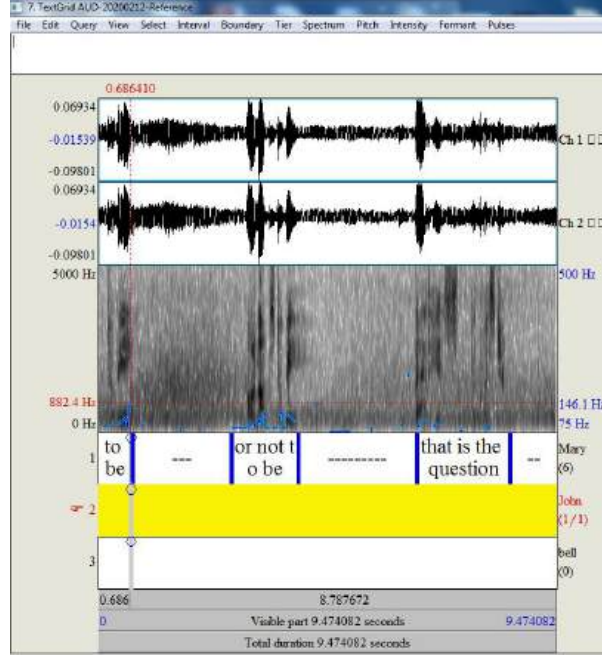 7. TextGrid AUD-20200212-Reference
File Edit Query View Select Interval Boundary Tier Spectrum Pitch Intensity Formant Pulses
0.686410
0.06934
-0.01539
Ch 1
-0.09801
0.06934
-0.0154
Ch 2
-0.09801
5000 Hz 500 Hz
882.4 Hz 146.1 Hz
0 Hz 75 Hz
1 to be --- or not t o be --------- that is the question -- Mary (6)
2 John (1/1)
3 bell (0)
0.686 8.787672
0 Visible part 9.474082 seconds 9.474082
Total duration 9.474082 seconds